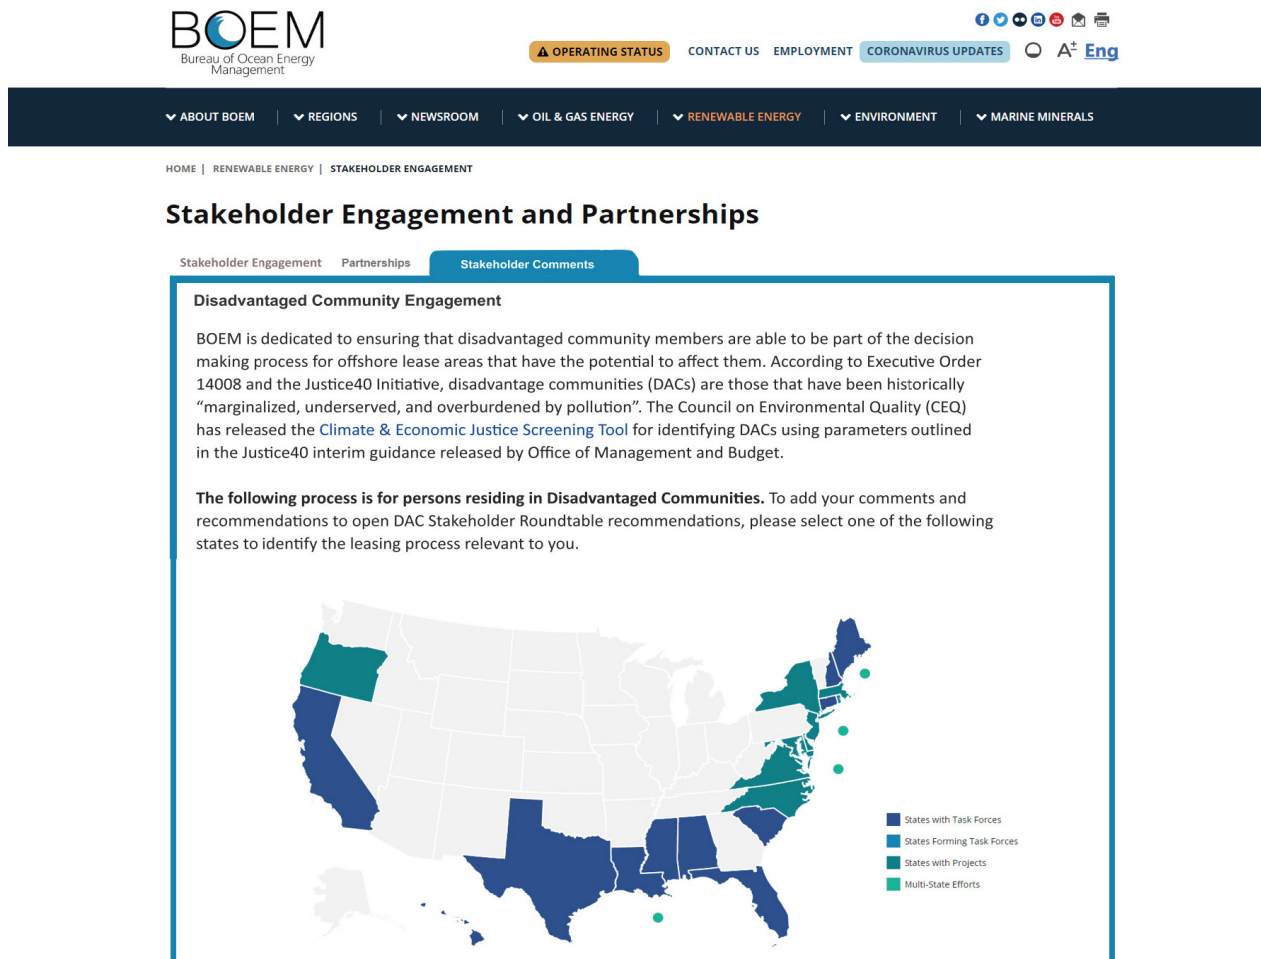 BOEM
Bureau of Ocean Energy
Management
OPERATING STATUS
CONTACT US
EMPLOYMENT
CORONAVIRUS UPDATES
A±
Eng
ABOUT BOEM
REGIONS
NEWSROOM
OIL & GAS ENERGY
RENEWABLE ENERGY
ENVIRONMENT
MARINE MINERALS
HOME | RENEWABLE ENERGY | STAKEHOLDER ENGAGEMENT
Stakeholder Engagement and Partnerships
Stakeholder Engagement
Partnerships
Stakeholder Comments
Disadvantaged Community Engagement
BOEM is dedicated to ensuring that disadvantaged community members are able to be part of the decision
making process for offshore lease areas that have the potential to affect them. According to Executive Order
14008 and the Justice40 Initiative, disadvantage communities (DACs) are those that have been historically
“marginalized, underserved, and overburdened by pollution”. The Council on Environmental Quality (CEQ)
has released the Climate & Economic Justice Screening Tool for identifying DACs using parameters outlined
in the Justice40 interim guidance released by Office of Management and Budget.
The following process is for persons residing in Disadvantaged Communities. To add your comments and
recommendations to open DAC Stakeholder Roundtable recommendations, please select one of the following
states to identify the leasing process relevant to you.
States with Task Forces
States Forming Task Forces
States with Projects
Multi-State Efforts